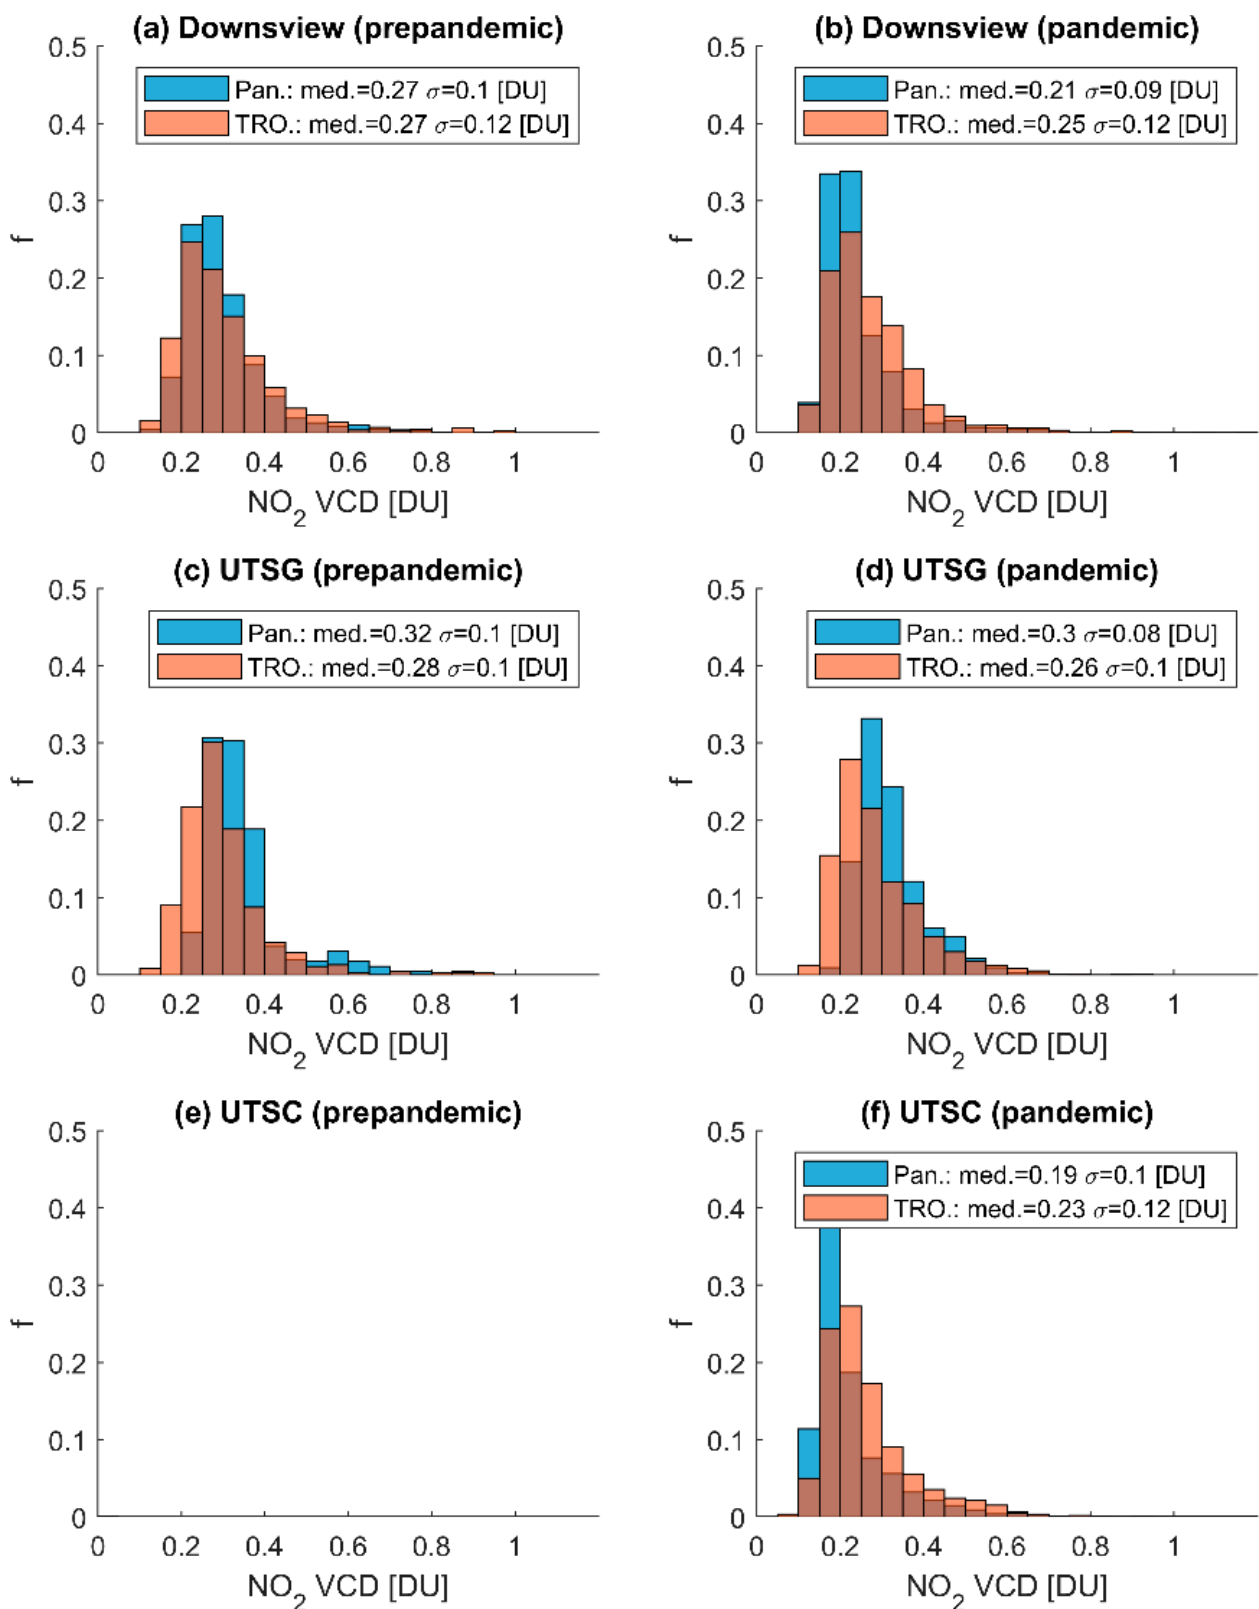 (a) Downsview (prepandemic)
0.5
0.4
0.3
0.2
0.1
0
f
Pan.: med.=0.27 σ=0.1 [DU]
TRO.: med.=0.27 σ=0.12 [DU]
0 0.2 0.4 0.6 0.8 1
NO₂ VCD [DU]
(b) Downsview (pandemic)
0.5
0.4
0.3
0.2
0.1
0
f
Pan.: med.=0.21 σ=0.09 [DU]
TRO.: med.=0.25 σ=0.12 [DU]
0 0.2 0.4 0.6 0.8 1
NO₂ VCD [DU]
(c) UTSG (prepandemic)
0.5
0.4
0.3
0.2
0.1
0
f
Pan.: med.=0.32 σ=0.1 [DU]
TRO.: med.=0.28 σ=0.1 [DU]
0 0.2 0.4 0.6 0.8 1
NO₂ VCD [DU]
(d) UTSG (pandemic)
0.5
0.4
0.3
0.2
0.1
0
f
Pan.: med.=0.3 σ=0.08 [DU]
TRO.: med.=0.26 σ=0.1 [DU]
0 0.2 0.4 0.6 0.8 1
NO₂ VCD [DU]
(e) UTSC (prepandemic)
0.5
0.4
0.3
0.2
0.1
0
f
0 0.2 0.4 0.6 0.8 1
NO₂ VCD [DU]
(f) UTSC (pandemic)
0.5
0.4
0.3
0.2
0.1
0
f
Pan.: med.=0.19 σ=0.1 [DU]
TRO.: med.=0.23 σ=0.12 [DU]
0 0.2 0.4 0.6 0.8 1
NO₂ VCD [DU]